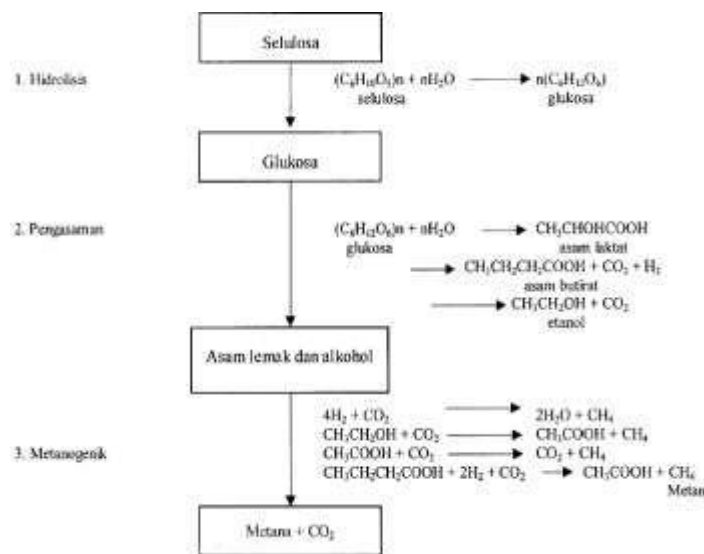 Selulosa
1. Hidrolisis
(C₆H₁₀O₅)n + nH₂O → n(C₆H₁₂O₆)
selulosa glukosa
Glukosa
2. Pengasaman
(C₆H₁₂O₆)n + nH₂O → CH₃CHOHCOOH
glukosa asam laktat
→ CH₃CH₂CH₂COOH + CO₂ + H₂
asam butirat
→ CH₃CH₂OH + CO₂
etanol
Asam lemak dan alkohol
3. Metanogenik
4H₂ + CO₂ → 2H₂O + CH₄
CH₃CH₂OH + CO₂ → CH₃COOH + CH₄
CH₃COOH + CO₂ → CO₂ + CH₄
CH₃CH₂CH₂COOH + 2H₂ + CO₂ → CH₃COOH + CH₄
Metan
Metana + CO₂